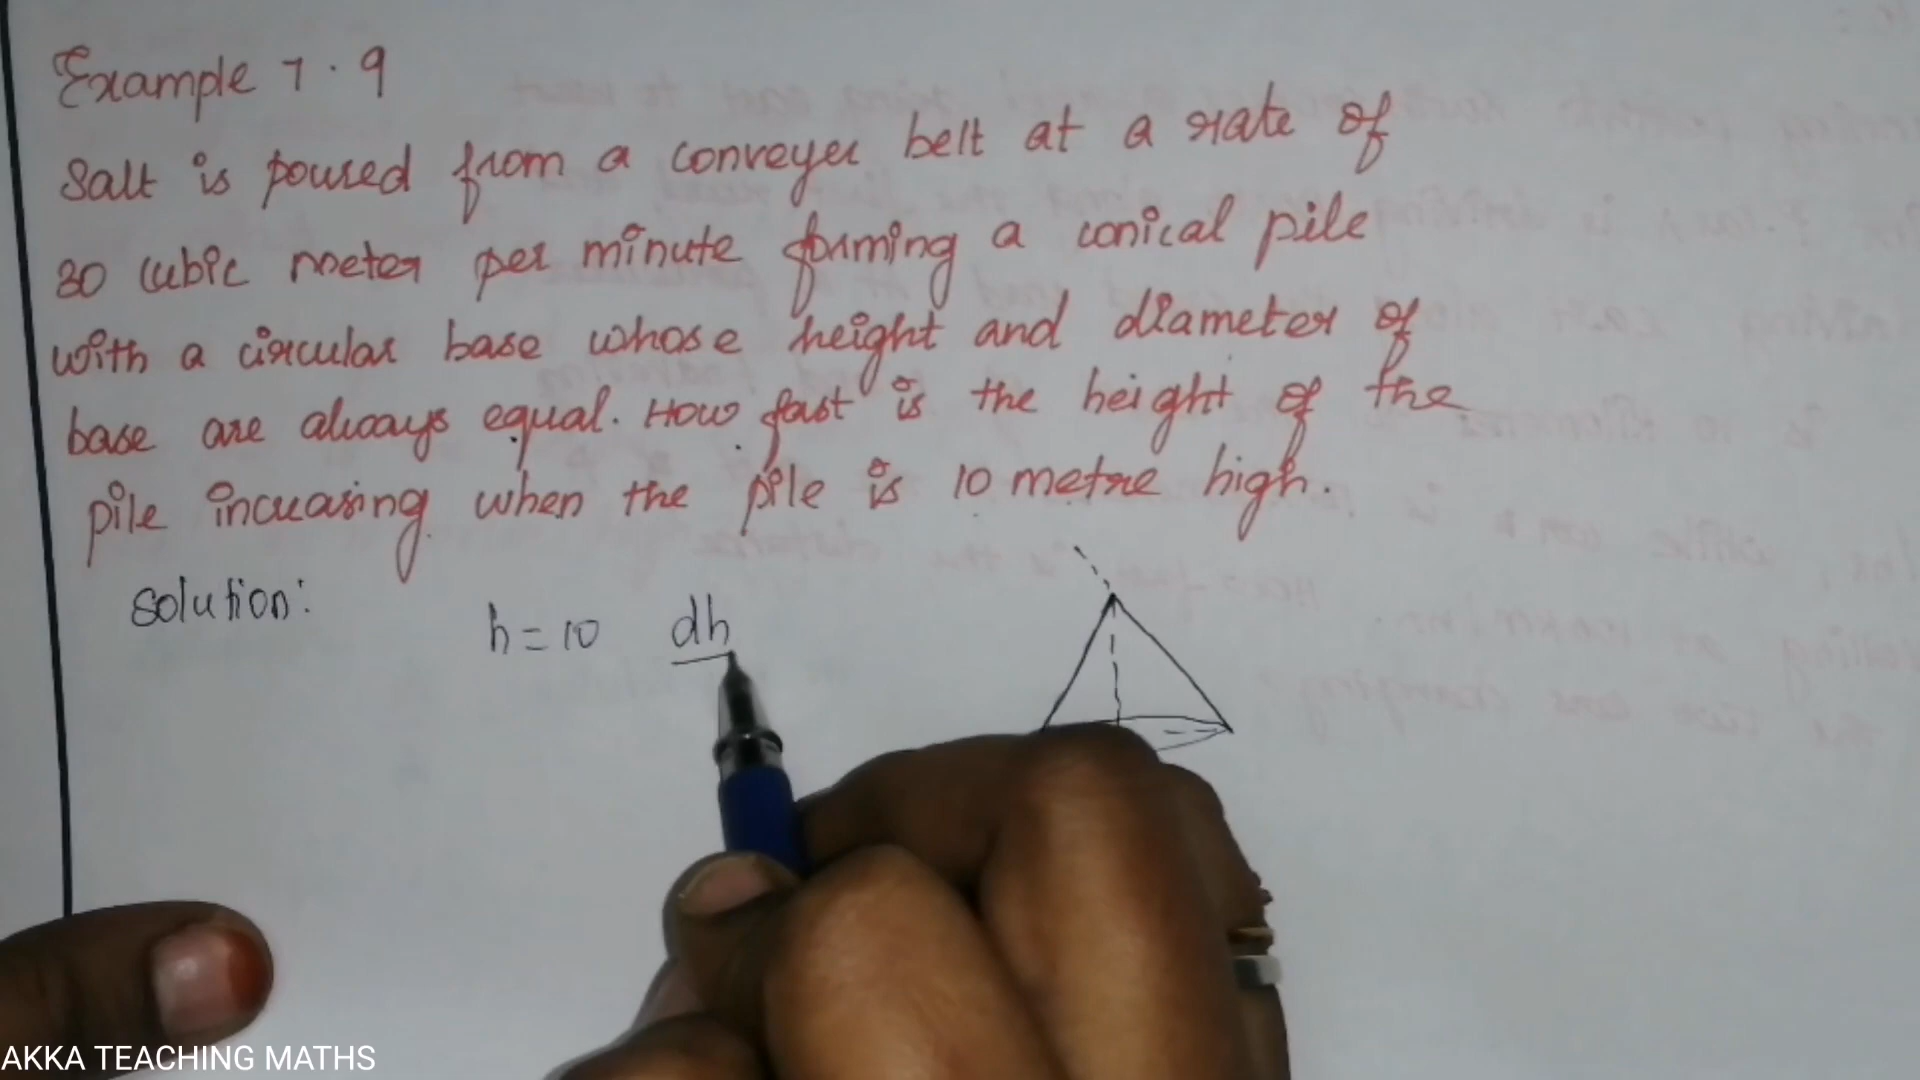 Example 7.9
Salt is poured from a conveyer belt at a rate of
30 cubic meter per minute forming a conical pile
with a circular base whose height and diameter of
base are always equal. How fast is the height of the
pile increasing when the pile is 10 metre high.
solution:
h = 10 dh
AKKA TEACHING MATHS